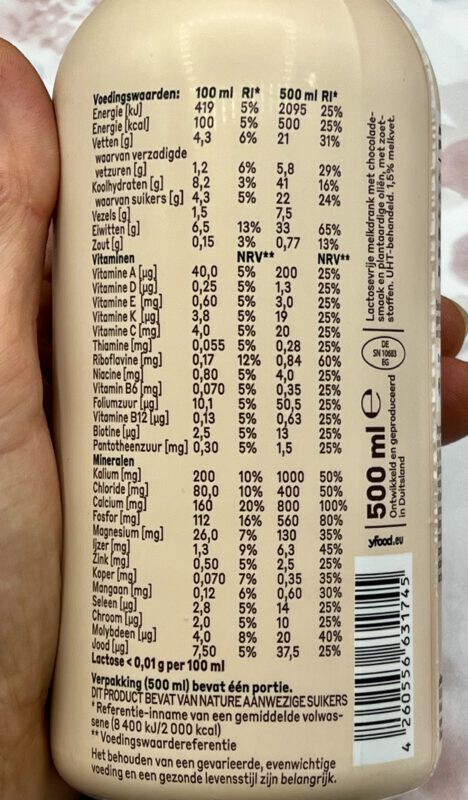 Voedingswaarden: 100 ml RI* 500 ml RI*
Energie [kJ] 419 5% 2095 25%
Energie [kcal] 100 5% 500 25%
Vetten [g] 4,3 6% 21 31%
waarvan verzadigde
vetzuren [g] 1,2 6% 5,8 29%
Koolhydraten [g] 8,2 3% 41 16%
waarvan suikers [g] 4,3 5% 22 24%
Vezels [g] 1,5 7,5
Eiwitten [g] 6,5 13% 33 65%
Zout [g] 0,15 3% 0,77 13%
Vitaminen NRV** NRV**
Vitamine A [µg] 40,0 5% 200 25%
Vitamine D [µg] 0,25 5% 1,3 25%
Vitamine E [mg] 0,60 5% 3,0 25%
Vitamine K [µg] 3,8 5% 19 25%
Vitamine C [mg] 4,0 5% 20 25%
Thiamine [mg] 0,055 5% 0,28 25%
Riboflavine [mg] 0,17 12% 0,84 60%
Niacine [mg] 0,80 5% 4,0 25%
Vitamin B6 [mg] 0,070 5% 0,35 25%
Foliumzuur [µg] 10,1 5% 50,5 25%
Vitamine B12 [µg] 0,13 5% 0,63 25%
Biotine [µg] 2,5 5% 13 25%
Pantotheenzuur [mg] 0,30 5% 1,5 25%
Mineralen
Kalium [mg] 200 10% 1000 50%
Chloride [mg] 80,0 10% 400 50%
Calcium [mg] 160 20% 800 100%
Fosfor [mg] 112 16% 560 80%
Magnesium [mg] 26,0 7% 130 35%
Ijzer [mg] 1,3 9% 6,3 45%
Zink [mg] 0,50 5% 2,5 25%
Koper [mg] 0,070 7% 0,35 35%
Mangaan [mg] 0,12 6% 0,60 30%
Seleen [µg] 2,8 5% 14 25%
Chroom [µg] 2,0 5% 10 25%
Molybdeen [µg] 4,0 8% 20 40%
Jood [µg] 7,50 5% 37,5 25%
Lactose < 0,01 g per 100 ml
Verpakking (500 ml) bevat één portie.
DIT PRODUCT BEVAT VAN NATURE AANWEZIGE SUIKERS
* Referentie-inname van een gemiddelde volwas-
sene (8 400 kJ/2 000 kcal)
** Voedingswaardereferentie
Het behouden van een gevarieerde, evenwichtige
voeding en een gezonde levensstijl zijn belangrijk.
Lactosevrije melkdrank met chocolade-
smaak en plantaardige oliën, met zoet-
stoffen. UHT-behandeld. 1,5% melkvet.
DE
SN 10683
EG
500 ml e
Ontwikkeld en geproduceerd
in Duitsland
yfood.eu
4 260556 631745